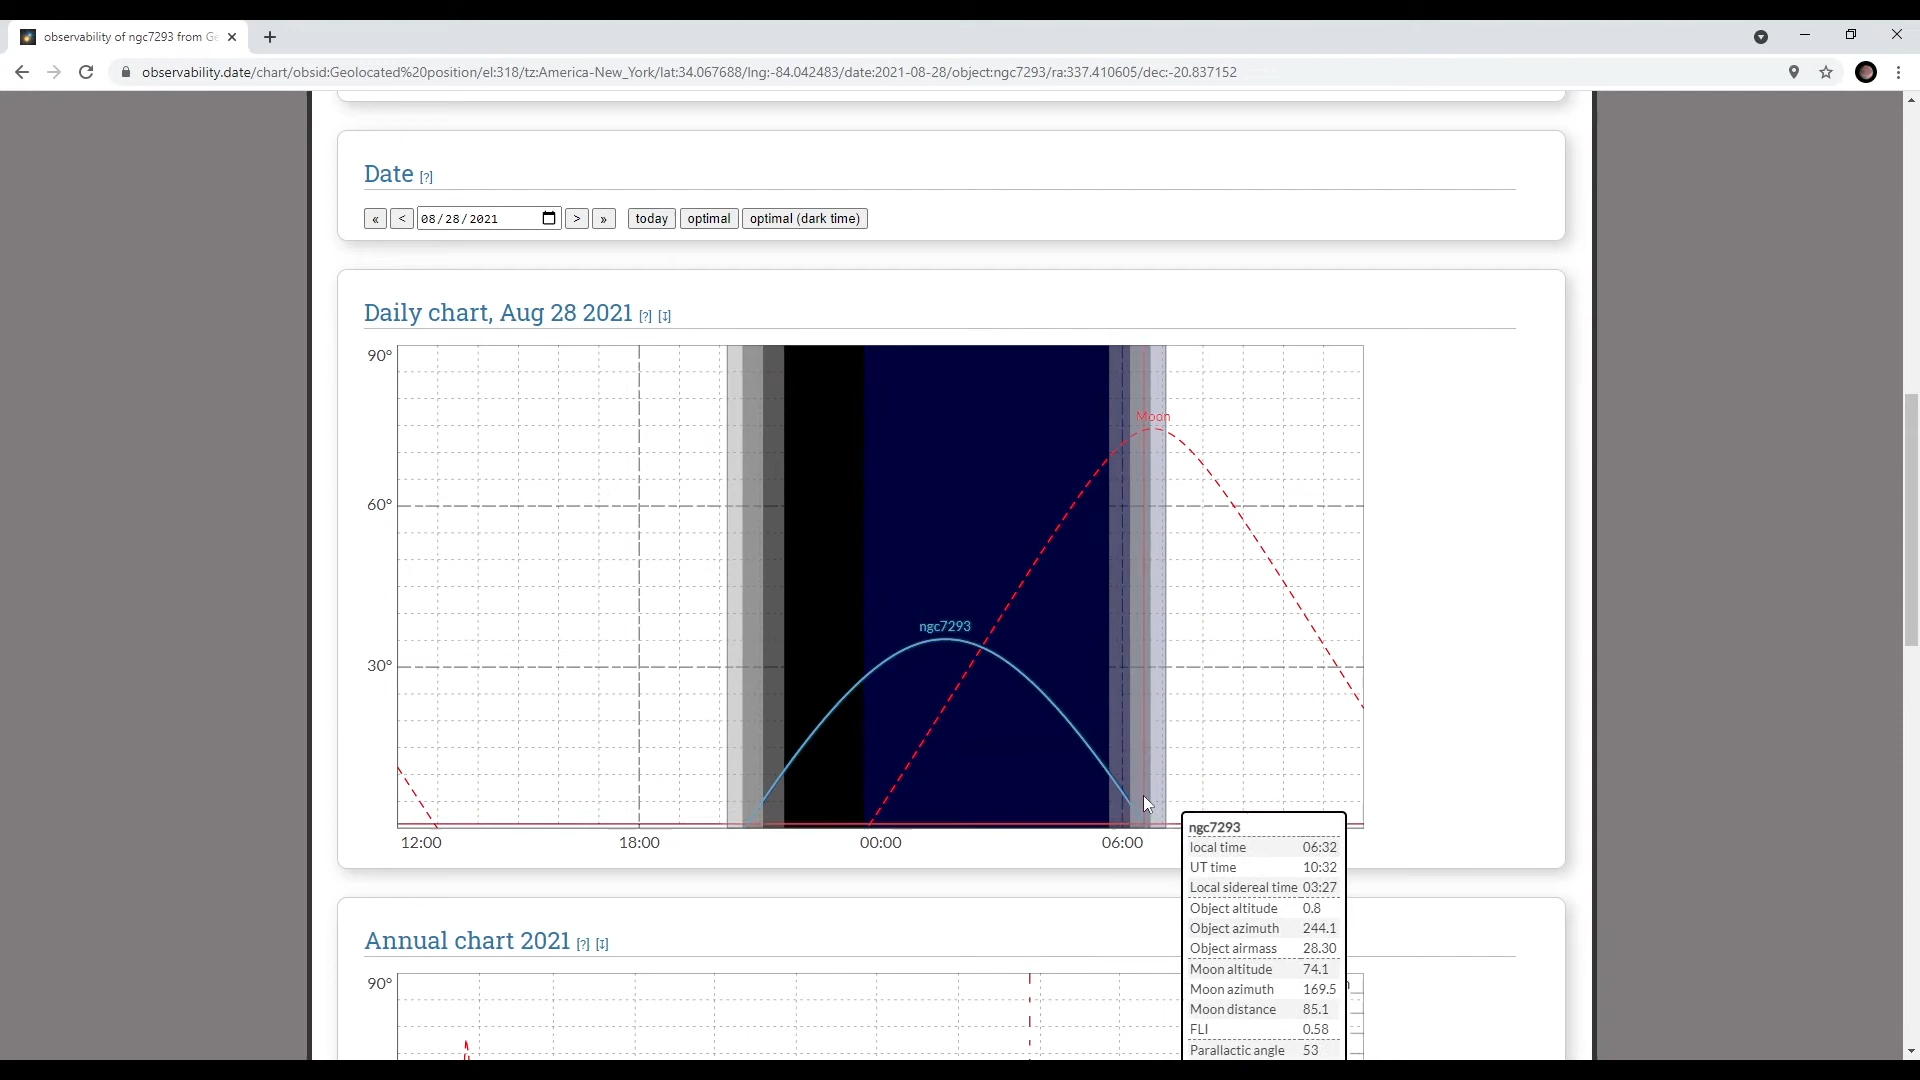 observability of ngc7293 from Ge
observability.date/chart/obsid:Geolocated%20position/el:318/tz:America-New_York/lat:34.067688/lng:-84.042483/date:2021-08-28/object:ngc7293/ra:337.410605/dec:-20.837152
Date [?]
« < 08/28/2021 > » today optimal optimal (dark time)
Daily chart, Aug 28 2021 [?] [↧]
90°
Moon
60°
ngc7293
30°
12:00 18:00 00:00 06:00
ngc7293
local time 06:32
UT time 10:32
Local sidereal time 03:27
Object altitude 0.8
Object azimuth 244.1
Object airmass 28.30
Moon altitude 74.1
Moon azimuth 169.5
Moon distance 85.1
FLI 0.58
Parallactic angle 53
Annual chart 2021 [?] [↧]
90°